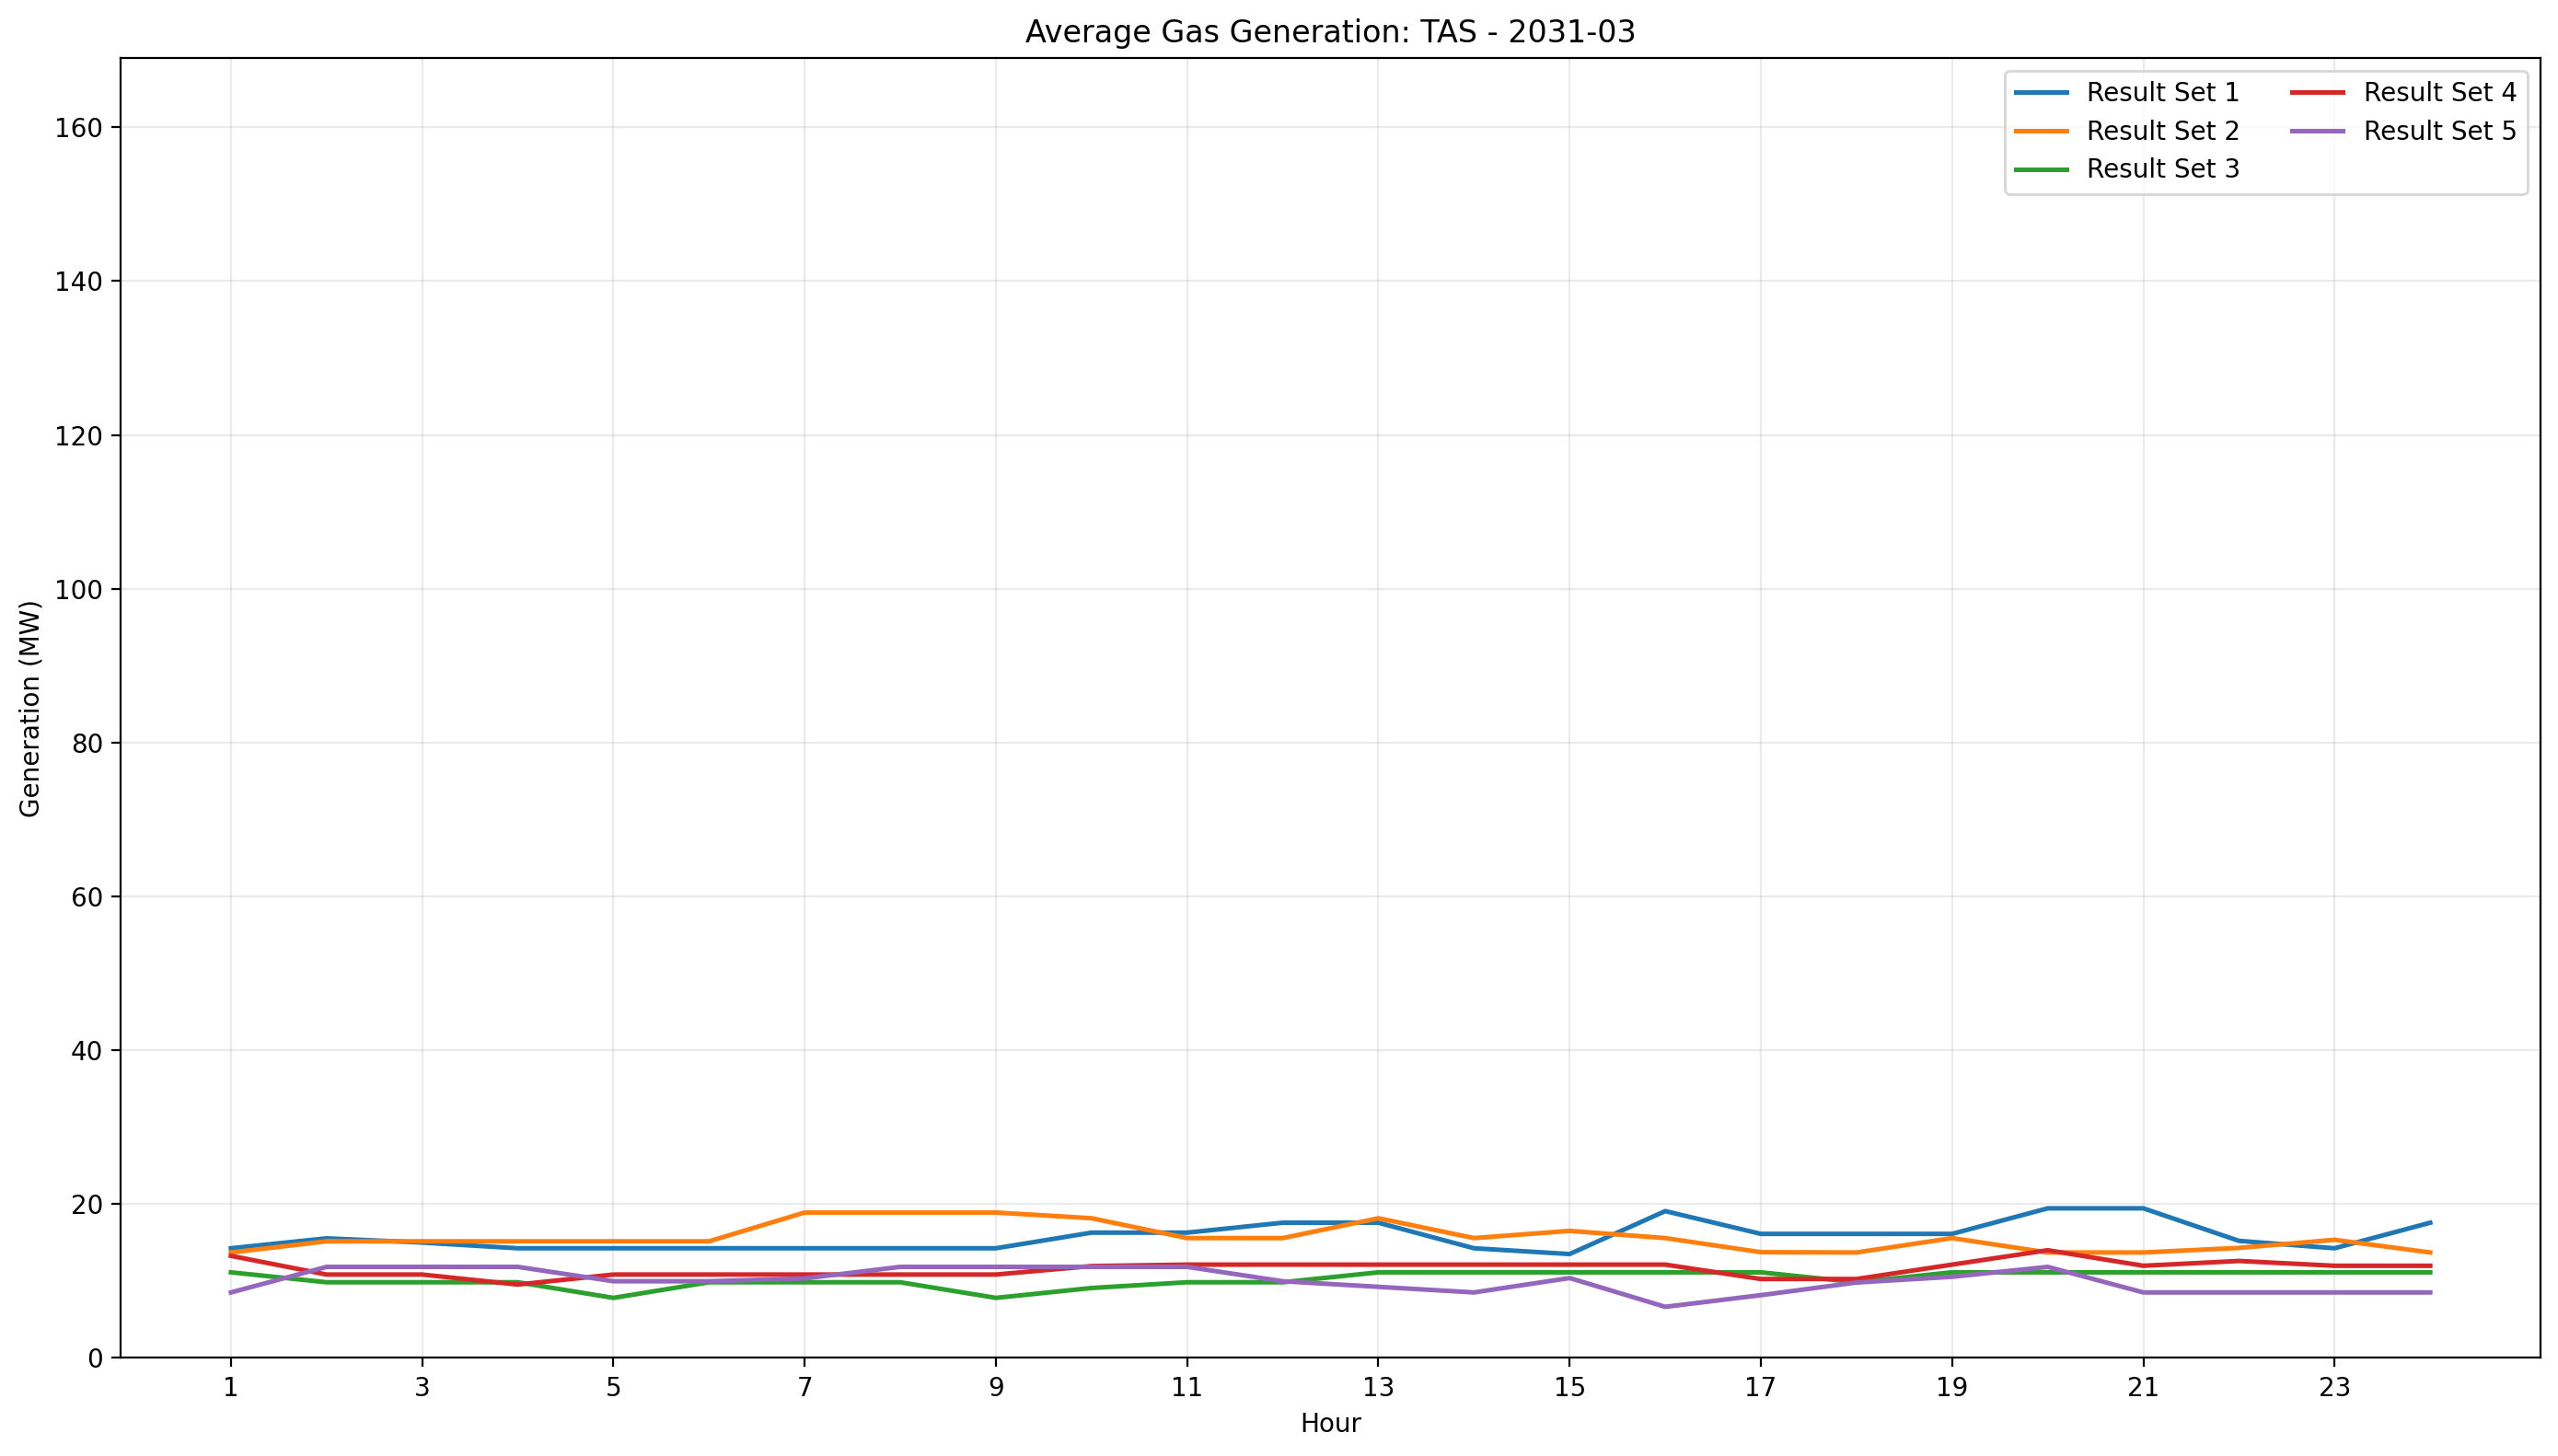 Average Gas Generation: TAS - 2031-03
Result Set 1
Result Set 2
Result Set 3
Result Set 4
Result Set 5
Generation (MW)
160
140
120
100
80
60
40
20
0
1 3 5 7 9 11 13 15 17 19 21 23
Hour